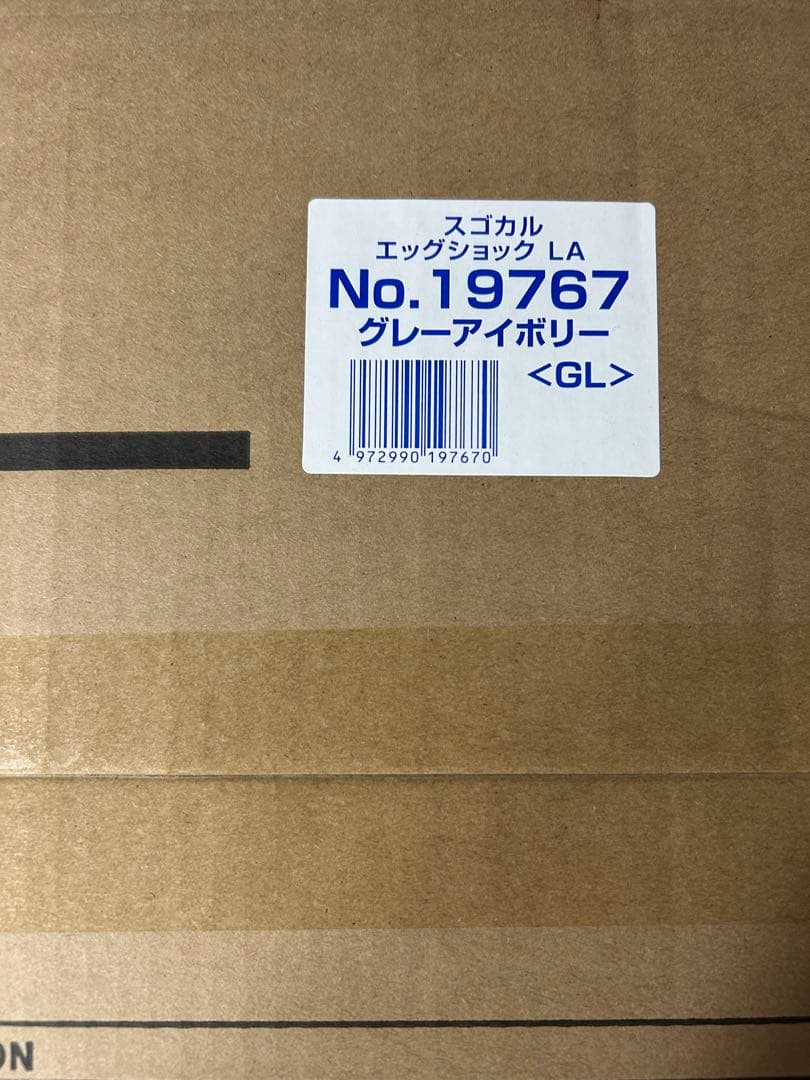 スゴカル
エッグショック LA
No.19767
グレーアイボリー
<GL>
4 972990 197670
ON